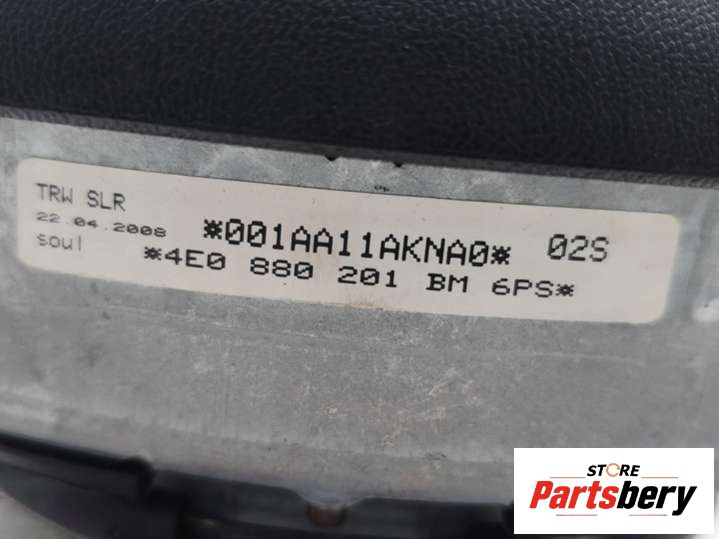 TRW SLR
22.04.2008
soul
*001AA11AKNA0* 02S
*4E0 880 201 BM 6PS*
STORE
Partsbery